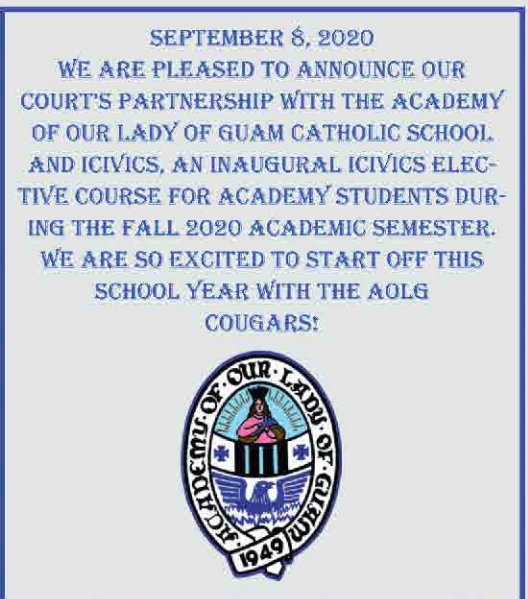 SEPTEMBER 8, 2020
WE ARE PLEASED TO ANNOUNCE OUR
COURT'S PARTNERSHIP WITH THE ACADEMY
OF OUR LADY OF GUAM CATHOLIC SCHOOL
AND ICIVICS, AN INAUGURAL ICIVICS ELEC-
TIVE COURSE FOR ACADEMY STUDENTS DUR-
ING THE FALL 2020 ACADEMIC SEMESTER.
WE ARE SO EXCITED TO START OFF THIS
SCHOOL YEAR WITH THE AOLG
COUGARS!
·ACADEMY·OF·OUR·LADY·OF·GUAM·
1949